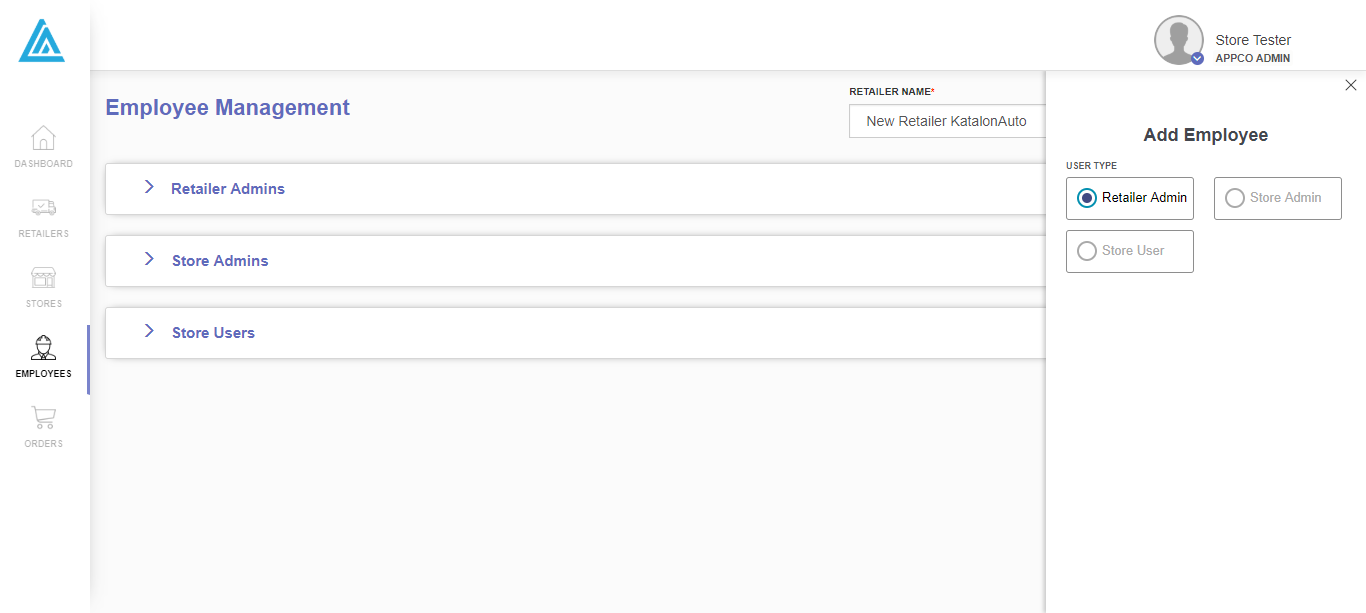 Store Tester
APPCO ADMIN
DASHBOARD
RETAILERS
STORES
EMPLOYEES
ORDERS
Employee Management
RETAILER NAME*
New Retailer KatalonAuto
Retailer Admins
Store Admins
Store Users
Add Employee
USER TYPE
Retailer Admin
Store Admin
Store User